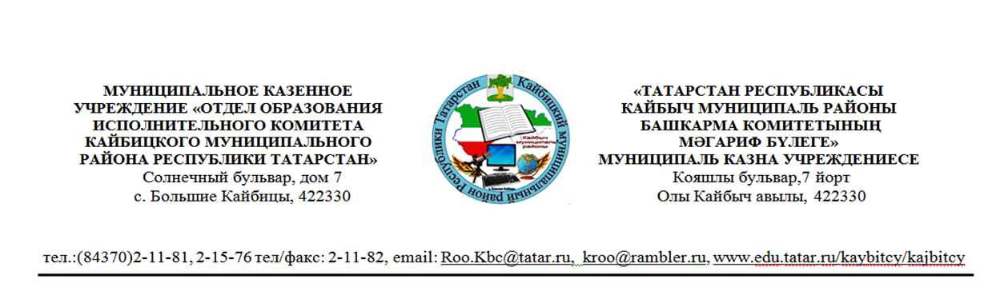 МУНИЦИПАЛЬНОЕ КАЗЕННОЕ
УЧРЕЖДЕНИЕ «ОТДЕЛ ОБРАЗОВАНИЯ
ИСПОЛНИТЕЛЬНОГО КОМИТЕТА
КАЙБИЦКОГО МУНИЦИПАЛЬНОГО
РАЙОНА РЕСПУБЛИКИ ТАТАРСТАН»
Солнечный бульвар, дом 7
с. Большие Кайбицы, 422330
Кайбицкий муниципальный район Республики Татарстан
Кайбыч
муниципаль
районы
«ТАТАРСТАН РЕСПУБЛИКАСЫ
КАЙБЫЧ МУНИЦИПАЛЬ РАЙОНЫ
БАШКАРМА КОМИТЕТЫНЫҢ
МӘГАРИФ БҮЛЕГЕ»
МУНИЦИПАЛЬ КАЗНА УЧРЕЖДЕНИЕСЕ
Кояшлы бульвар,7 йорт
Олы Кайбыч авылы, 422330
тел.:(84370)2-11-81, 2-15-76 тел/факс: 2-11-82, email: Roo.Kbc@tatar.ru, kroo@rambler.ru, www.edu.tatar.ru/kaybitcy/kajbitcy